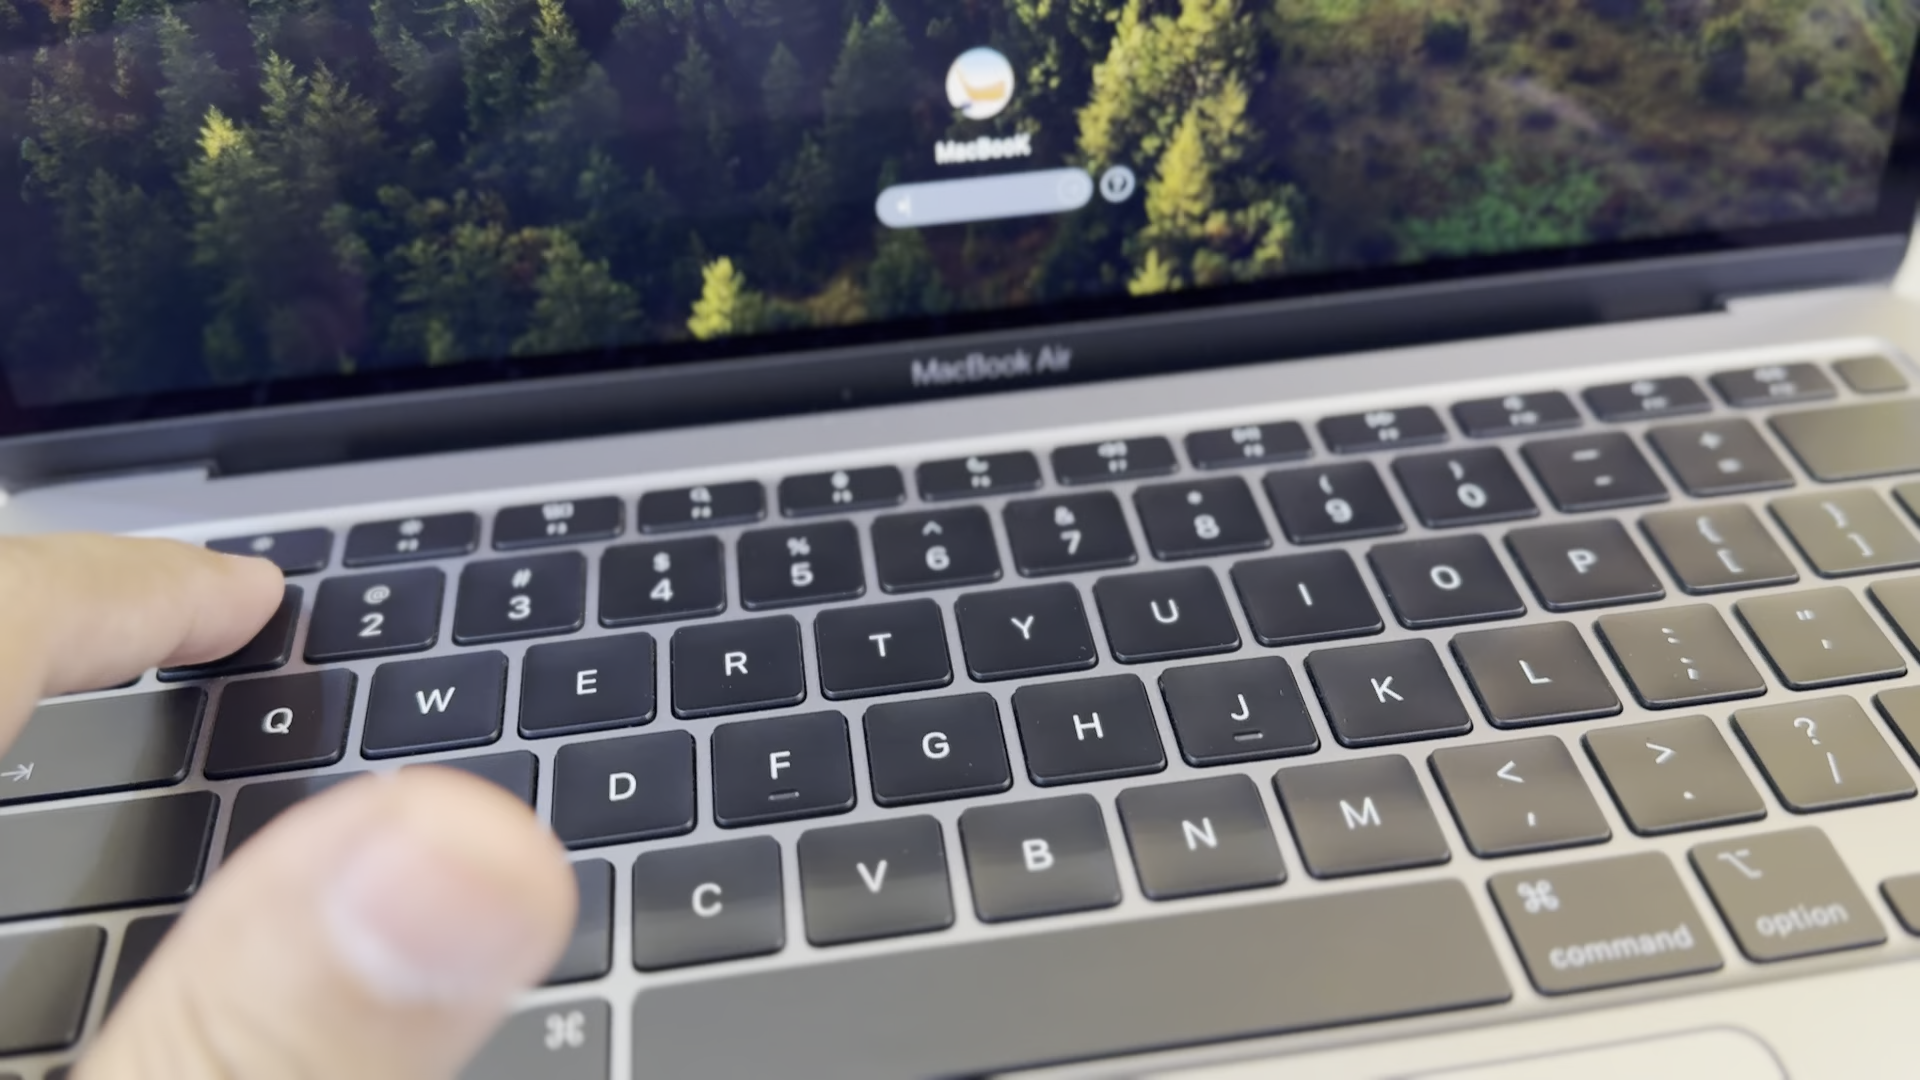 MacBooK
MacBook Air
@ # $ % ^ & * ( ) — +
2 3 4 5 6 7 8 9 0 - =
Q W E R T Y U I O P { }
[ ]
D F G H J K L : "
; '
C V B N M < > ?
, . /
⌘ ⌘ ⌥
command option